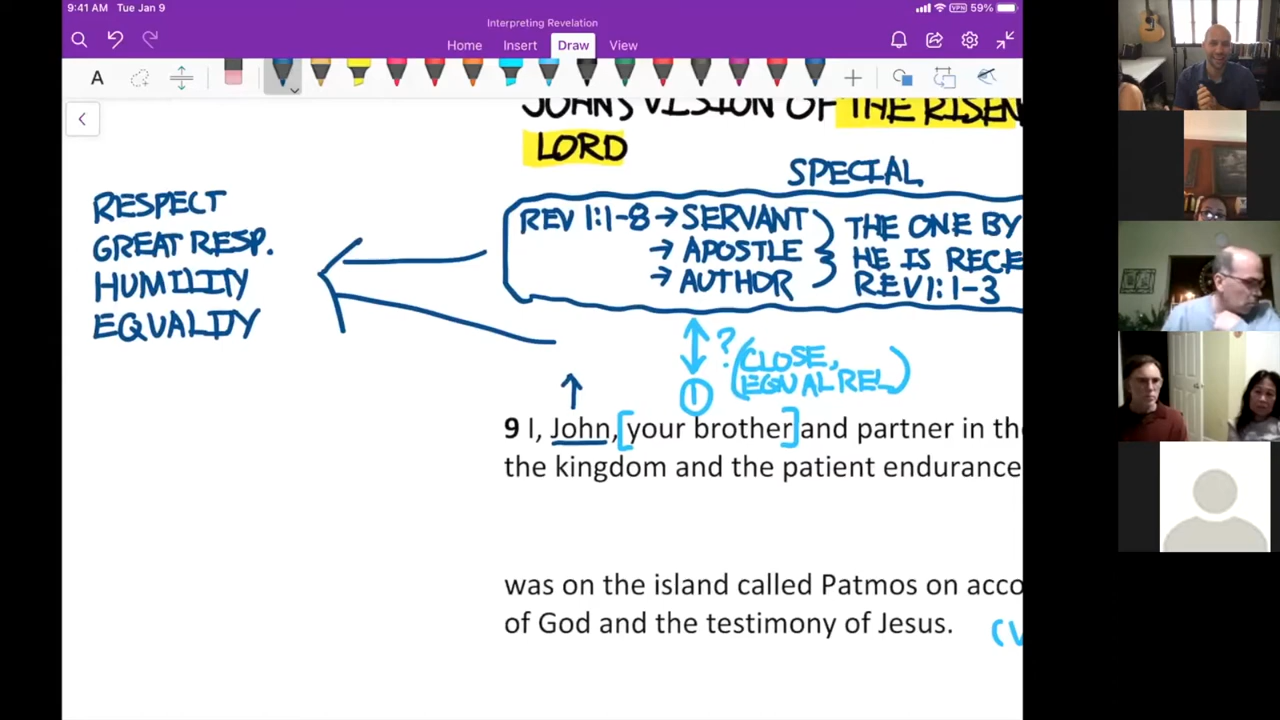 9:41 AM Tue Jan 9
VPN 59%
Interpreting Revelation
Home Insert Draw View
A
JOHN'S VISION OF THE RISEN
LORD
SPECIAL
RESPECT
GREAT RESP.
HUMILITY
EQUALITY
REV 1:1-8 → SERVANT
→ APOSTLE
→ AUTHOR
THE ONE BY
HE IS RECE
REV 1:1-3
? (CLOSE,
EQUAL REL)
1
9 I, John, [your brother] and partner in the
the kingdom and the patient endurance
was on the island called Patmos on acco
of God and the testimony of Jesus. (V